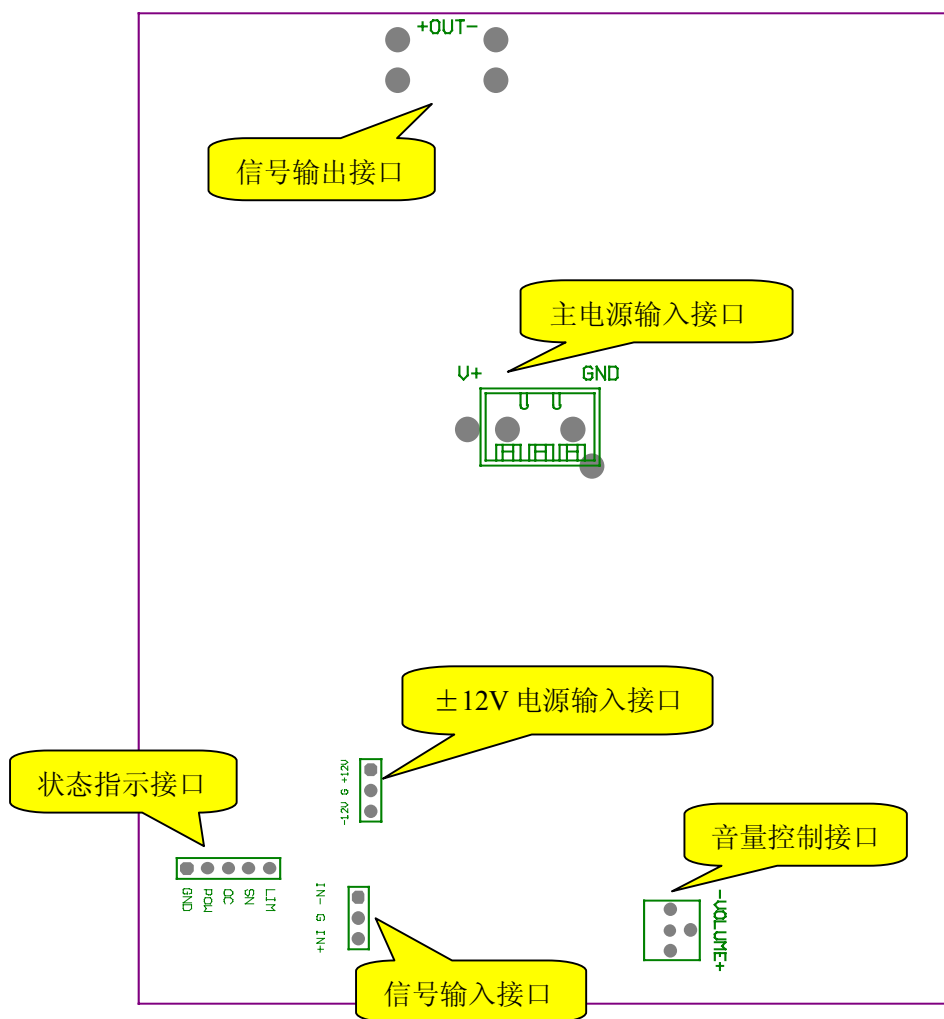 +OUT-
信号输出接口
主电源输入接口
V+
GND
±12V 电源输入接口
状态指示接口
-12V G +12V
音量控制接口
GND
POW
OC
SN
LIM
IN- G IN+
-VOLUME+
信号输入接口